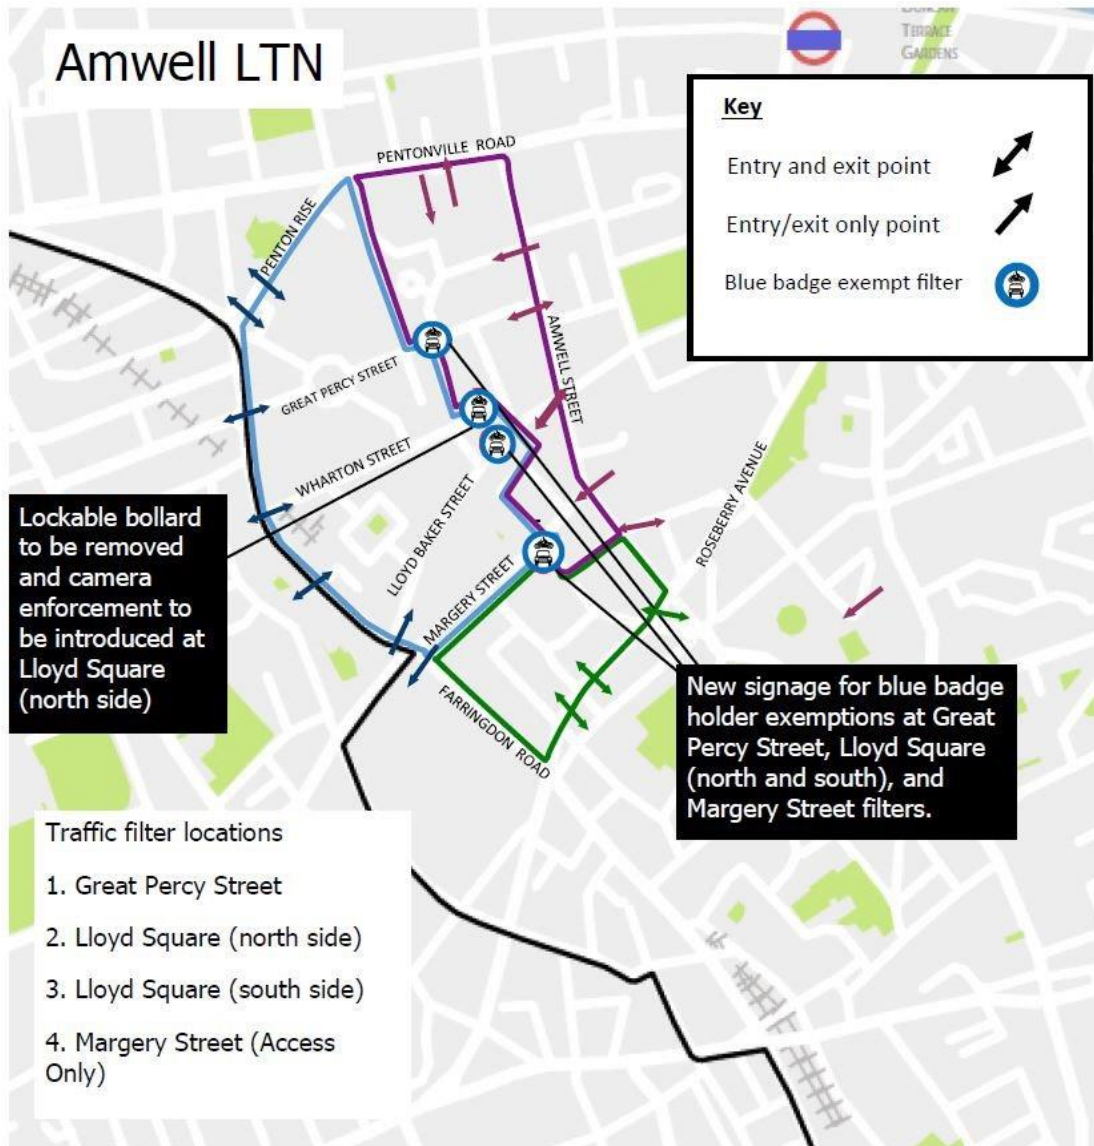 Amwell LTN
TERRACE
GARDENS
Key
Entry and exit point
Entry/exit only point
Blue badge exempt filter
PENTONVILLE ROAD
PENTON RISE
GREAT PERCY STREET
AMWELL STREET
WHARTON STREET
LLOYD BAKER STREET
ROSEBERRY AVENUE
MARGERY STREET
FARRINGDON ROAD
Lockable bollard
to be removed
and camera
enforcement to
be introduced at
Lloyd Square
(north side)
New signage for blue badge
holder exemptions at Great
Percy Street, Lloyd Square
(north and south), and
Margery Street filters.
Traffic filter locations
1. Great Percy Street
2. Lloyd Square (north side)
3. Lloyd Square (south side)
4. Margery Street (Access
Only)